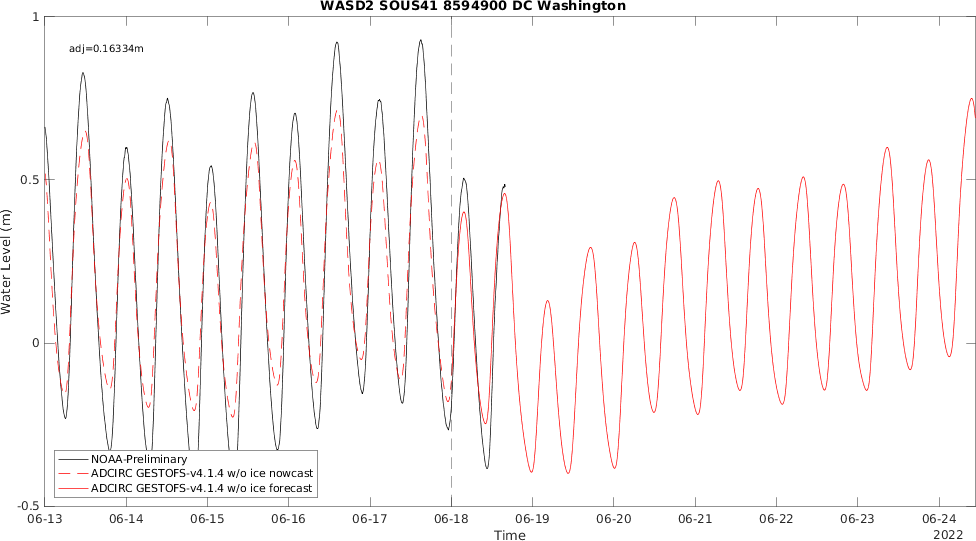 WASD2 SOUS41 8594900 DC Washington
adj=0.16334m
Water Level (m)
1
0.5
0
-0.5
NOAA-Preliminary
ADCIRC GESTOFS-v4.1.4 w/o ice nowcast
ADCIRC GESTOFS-v4.1.4 w/o ice forecast
06-13 06-14 06-15 06-16 06-17 06-18 06-19 06-20 06-21 06-22 06-23 06-24
Time
2022